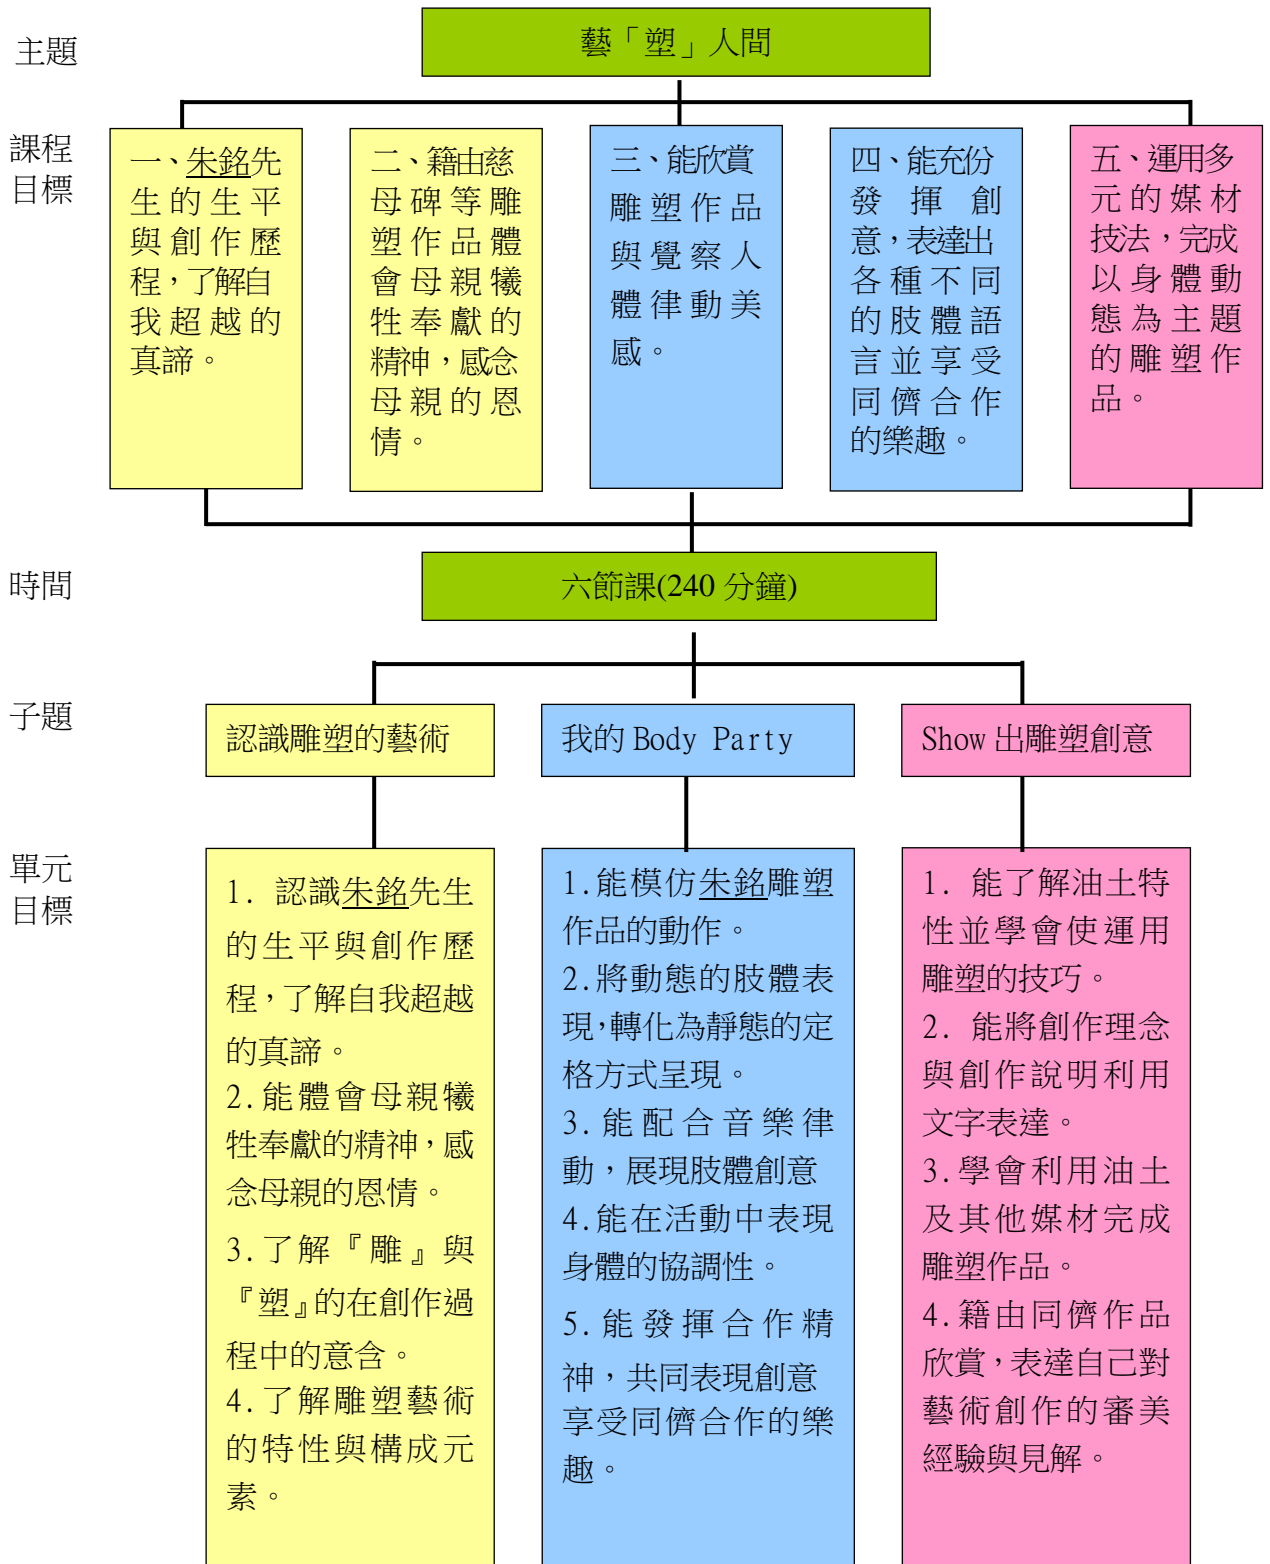 主題
藝「塑」人間
課程
目標
一、朱銘先
生的生平
與創作歷
程，了解自
我超越的
真諦。
二、籍由慈
母碑等雕
塑作品體
會母親犧
牲奉獻的
精神，感念
母親的恩
情。
三、能欣賞
雕塑作品
與覺察人
體律動美
感。
四、能充份
發揮創
意，表達出
各種不同
的肢體語
言並享受
同儕合作
的樂趣。
五、運用多
元的媒材
技法，完成
以身體動
態為主題
的雕塑作
品。
時間
六節課(240 分鐘)
子題
認識雕塑的藝術
我的 Body Party
Show 出雕塑創意
單元
目標
1. 認識朱銘先生
的生平與創作歷
程，了解自我超越
的真諦。
2.能體會母親犧
牲奉獻的精神，感
念母親的恩情。
3.了解『雕』與
『塑』的在創作過
程中的意含。
4.了解雕塑藝術
的特性與構成元
素。
1.能模仿朱銘雕塑
作品的動作。
2.將動態的肢體表
現，轉化為靜態的定
格方式呈現。
3.能配合音樂律
動，展現肢體創意
4.能在活動中表現
身體的協調性。
5.能發揮合作精
神，共同表現創意
享受同儕合作的樂
趣。
1. 能了解油土特
性並學會使運用
雕塑的技巧。
2. 能將創作理念
與創作說明利用
文字表達。
3.學會利用油土
及其他媒材完成
雕塑作品。
4.籍由同儕作品
欣賞，表達自己對
藝術創作的審美
經驗與見解。